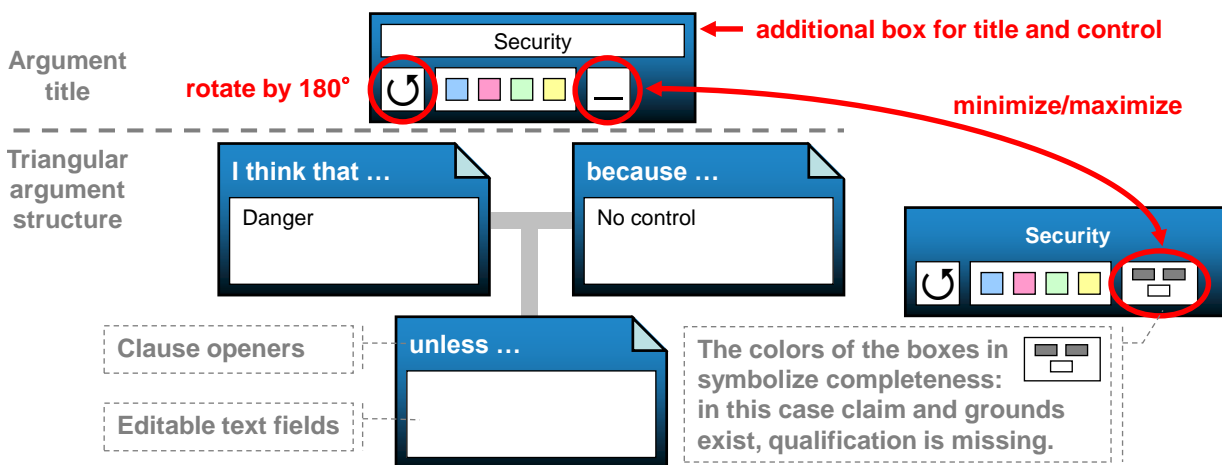 Security
additional box for title and control
Argument
title
rotate by 180°
minimize/maximize
Triangular
argument
structure
I think that ...
Danger
because ...
No control
Security
unless ...
Clause openers
Editable text fields
The colors of the boxes in
symbolize completeness:
in this case claim and grounds
exist, qualification is missing.